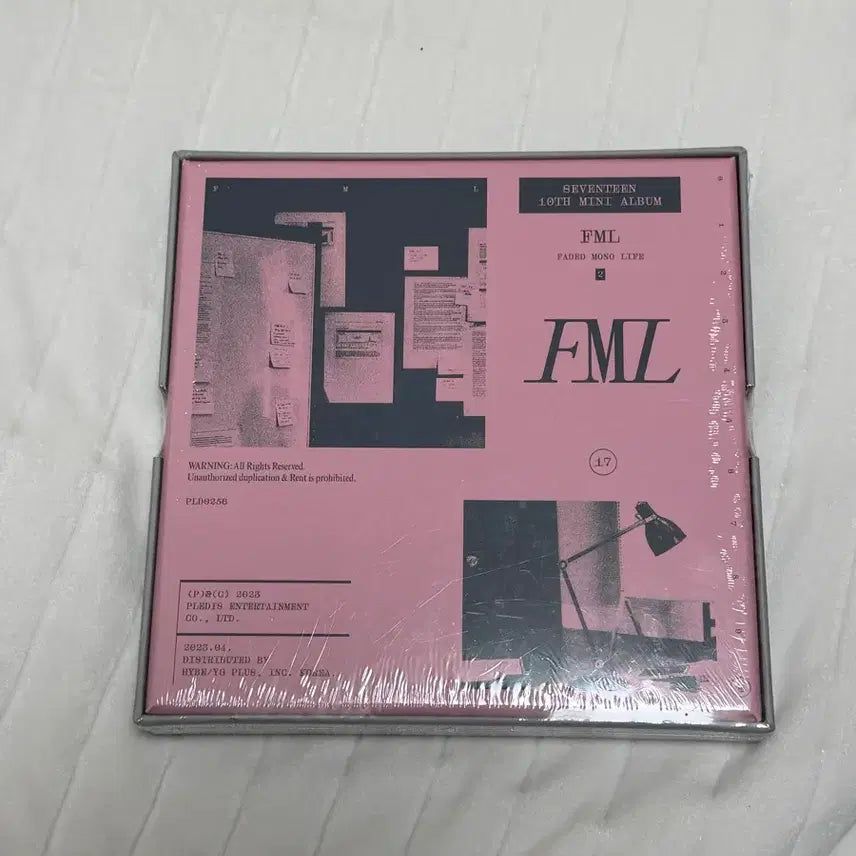 F M L
SEVENTEEN
10TH MINI ALBUM
FML
FADED MONO LIFE
2
FML
17
WARNING: All Rights Reserved.
Unauthorized duplication & Rent is prohibited.
PLD0256
(P)&(C) 2023
PLEDIS ENTERTAINMENT
CO., LTD.
2023.04.
DISTRIBUTED BY
HYBE/YG PLUS, INC. KOREA.